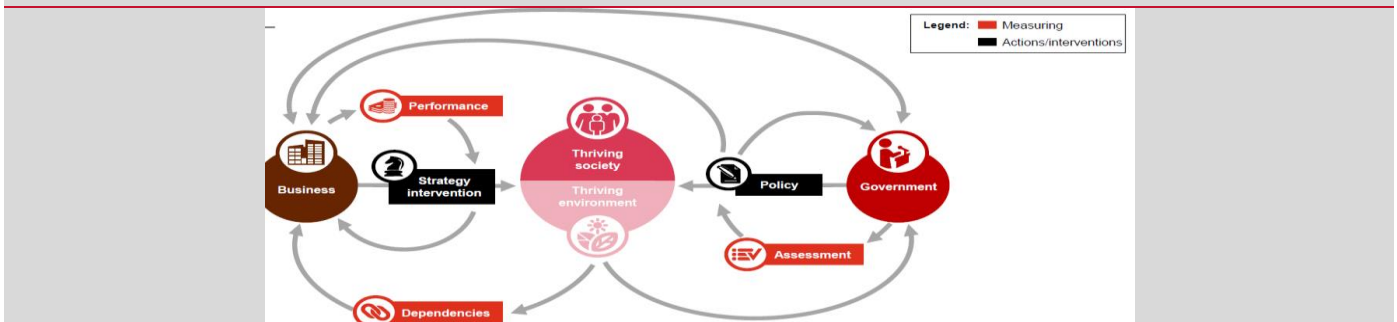 Legend: Measuring
Actions/interventions
Performance
Thriving
society
Business
Strategy
intervention
Thriving
environment
Policy
Government
Assessment
Dependencies